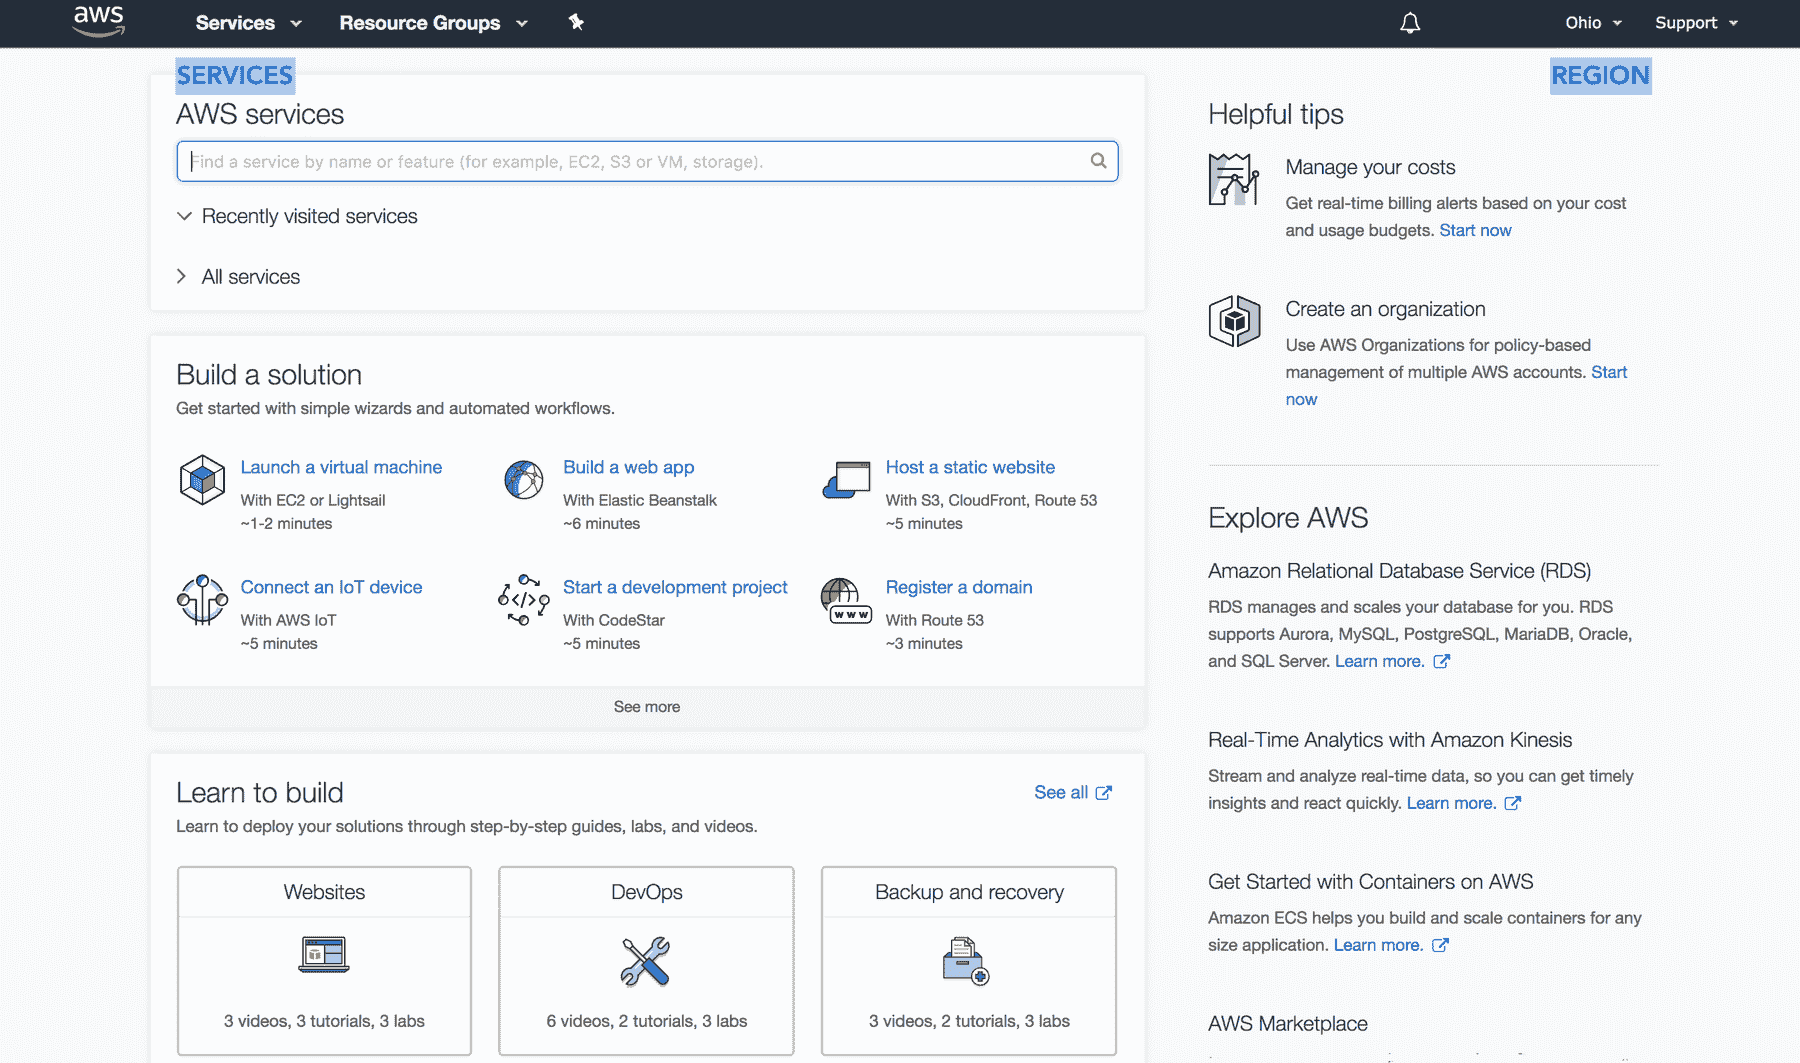 aws
Services
Resource Groups
Ohio
Support
SERVICES
REGION
AWS services
Find a service by name or feature (for example, EC2, S3 or VM, storage).
Recently visited services
All services
Build a solution
Get started with simple wizards and automated workflows.
Launch a virtual machine
With EC2 or Lightsail
~1-2 minutes
Build a web app
With Elastic Beanstalk
~6 minutes
Host a static website
With S3, CloudFront, Route 53
~5 minutes
Connect an IoT device
With AWS IoT
~5 minutes
Start a development project
With CodeStar
~5 minutes
www
Register a domain
With Route 53
~3 minutes
See more
Learn to build
See all
Learn to deploy your solutions through step-by-step guides, labs, and videos.
Websites
3 videos, 3 tutorials, 3 labs
DevOps
6 videos, 2 tutorials, 3 labs
Backup and recovery
3 videos, 2 tutorials, 3 labs
Helpful tips
Manage your costs
Get real-time billing alerts based on your cost
and usage budgets. Start now
Create an organization
Use AWS Organizations for policy-based
management of multiple AWS accounts. Start
now
Explore AWS
Amazon Relational Database Service (RDS)
RDS manages and scales your database for you. RDS
supports Aurora, MySQL, PostgreSQL, MariaDB, Oracle,
and SQL Server. Learn more.
Real-Time Analytics with Amazon Kinesis
Stream and analyze real-time data, so you can get timely
insights and react quickly. Learn more.
Get Started with Containers on AWS
Amazon ECS helps you build and scale containers for any
size application. Learn more.
AWS Marketplace